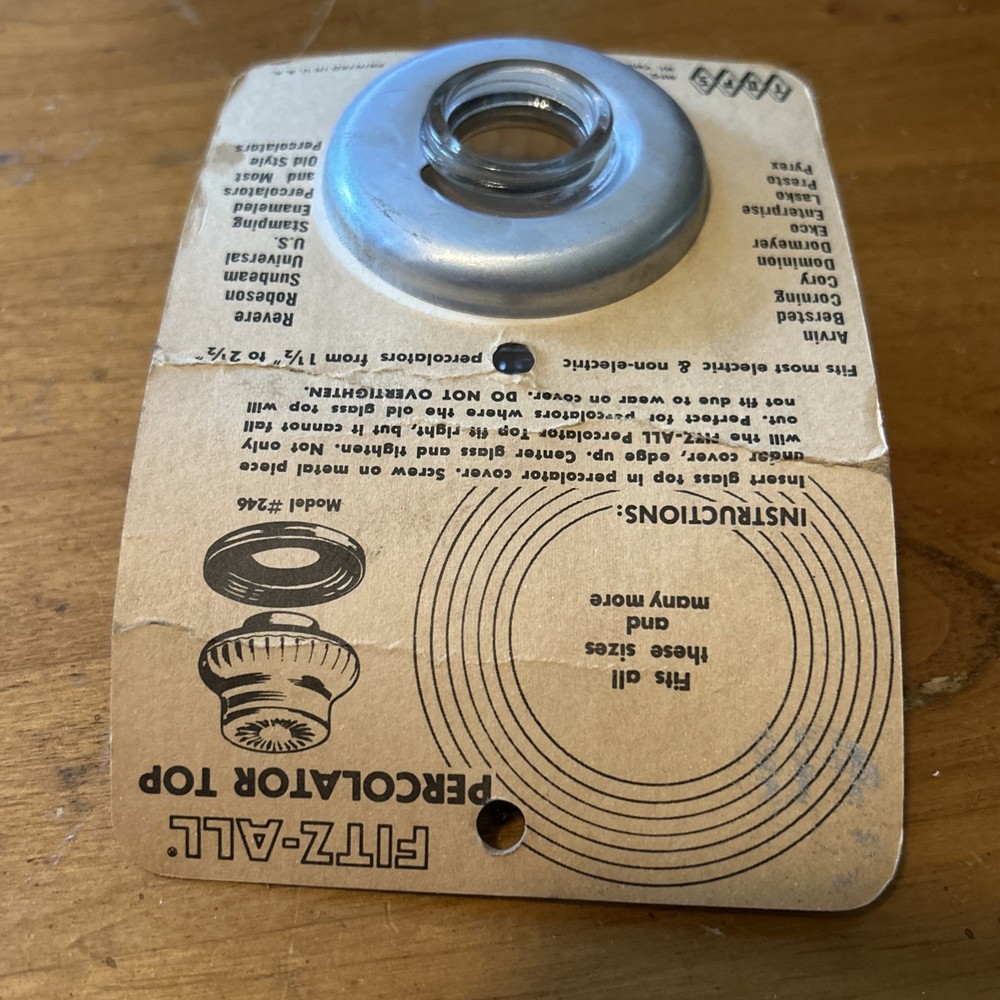 FITZ-ALL®
PERCOLATOR TOP
Fits all
these sizes
and
many more
Model #246
INSTRUCTIONS:
Insert glass top in percolator cover. Screw on metal piece
under cover, edge up. Center glass and tighten. Not only
will the FITZ-ALL Percolator Top fit right, but it cannot fall
out. Perfect for percolators where the old glass top will
not fit due to wear on cover. DO NOT OVERTIGHTEN.
Fits most electric & non-electric percolators from 1½" to 2½"
Arvin
Bersted
Corning
Cory
Dominion
Dormeyer
Ekco
Enterprise
Lasko
Presto
Pyrex
Revere
Robeson
Sunbeam
Universal
U.S.
Stamping
Enameled
Percolators
and Most
Old Style
Percolators
TUPS